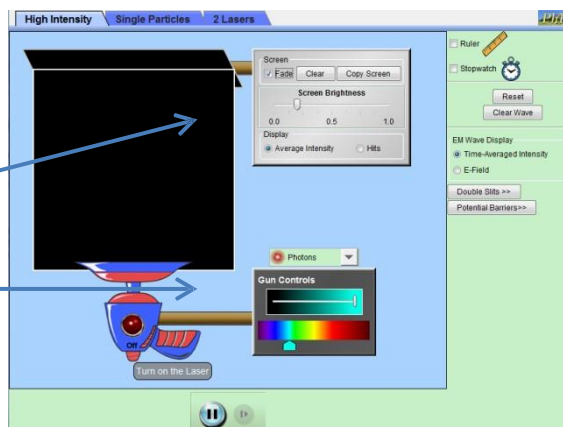 High Intensity Single Particles 2 Lasers
Screen
Fade Clear Copy Screen
Screen Brightness
0.0 0.5 1.0
Display
Average Intensity Hits
Ruler
Stopwatch
Reset
Clear Wave
EM Wave Display
Time-Averaged Intensity
E-Field
Double Slits >>
Potential Barriers>>
Photons
Gun Controls
Off
Turn on the Laser